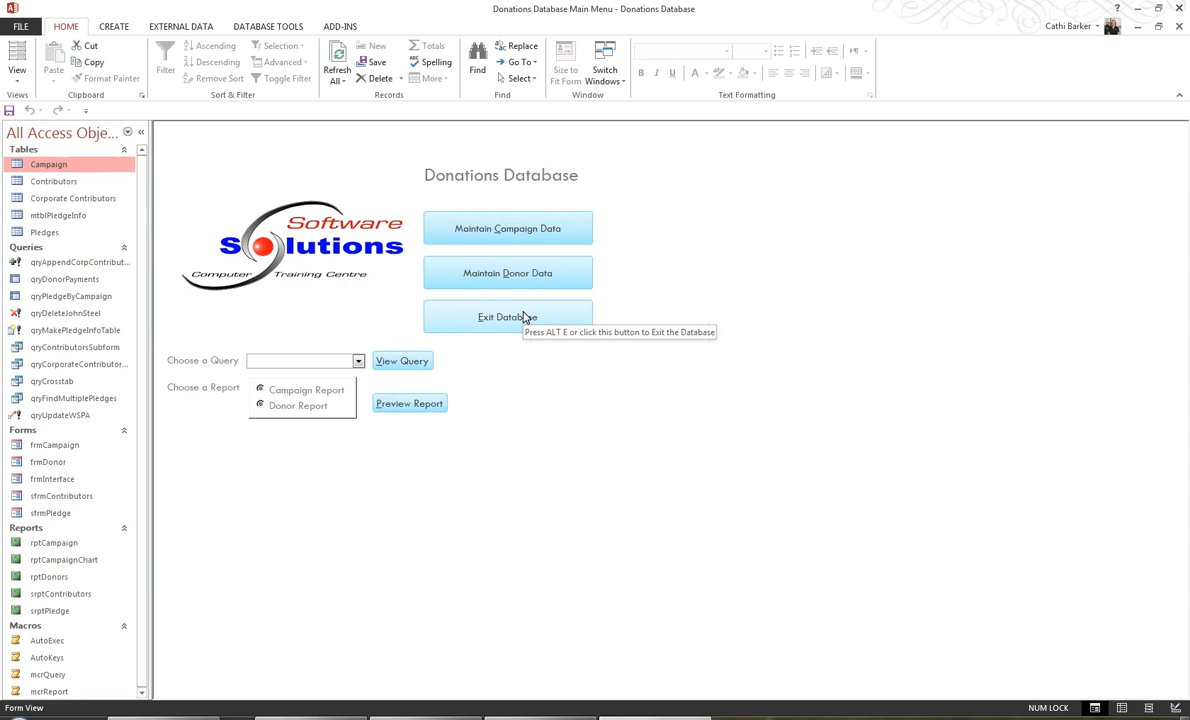 Donations Database Main Menu - Donations Database
Cathi Barker
FILE HOME CREATE EXTERNAL DATA DATABASE TOOLS ADD-INS
View
Views
Paste
Cut
Copy
Format Painter
Clipboard
Filter
Ascending
Descending
Remove Sort
Selection
Advanced
Toggle Filter
Sort & Filter
Refresh
All
New
Save
Delete
Totals
Spelling
More
Records
Find
Replace
Go To
Select
Find
Size to
Fit Form
Switch
Windows
Window
B I U A
Text Formatting
All Access Obje...
Tables
Campaign
Contributors
Corporate Contributors
mtblPledgeInfo
Pledges
Queries
qryAppendCorpContribut...
qryDonorPayments
qryPledgeByCampaign
qryDeleteJohnSteel
qryMakePledgeInfoTable
qryContributorsSubform
qryCorporateContributor...
qryCrosstab
qryFindMultiplePledges
qryUpdateWSPA
Forms
frmCampaign
frmDonor
frmInterface
sfrmContributors
sfrmPledge
Reports
rptCampaign
rptCampaignChart
rptDonors
srptContributors
srptPledge
Macros
AutoExec
AutoKeys
mcrQuery
mcrReport
Donations Database
Software
Solutions
Computer Training Centre
Maintain Campaign Data
Maintain Donor Data
Exit Database
Press ALT E or click this button to Exit the Database
Choose a Query
View Query
Choose a Report
Campaign Report
Donor Report
Preview Report
Form View
NUM LOCK